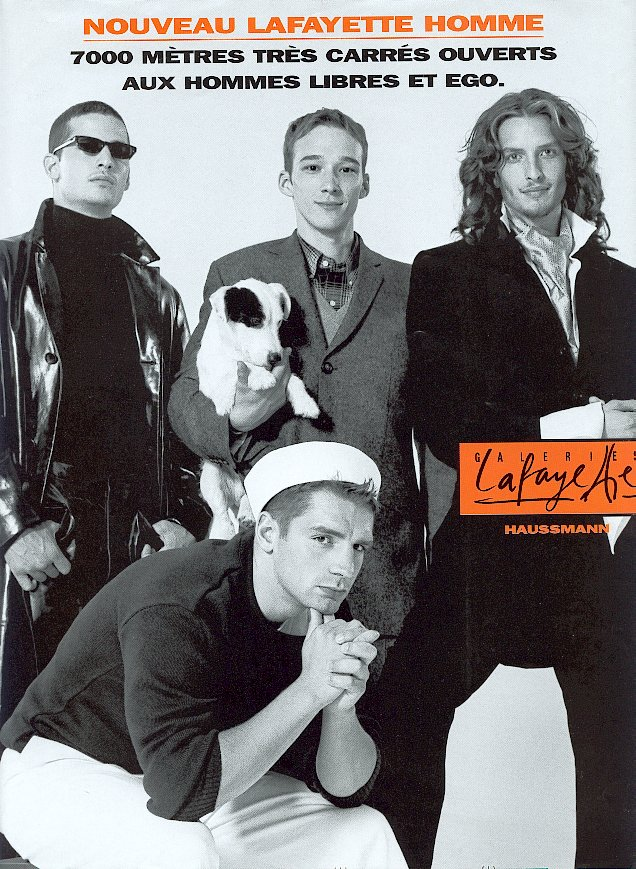 NOUVEAU LAFAYETTE HOMME
7000 MÈTRES TRÈS CARRÉS OUVERTS
AUX HOMMES LIBRES ET EGO.
GALERIES
Lafayette
HAUSSMANN